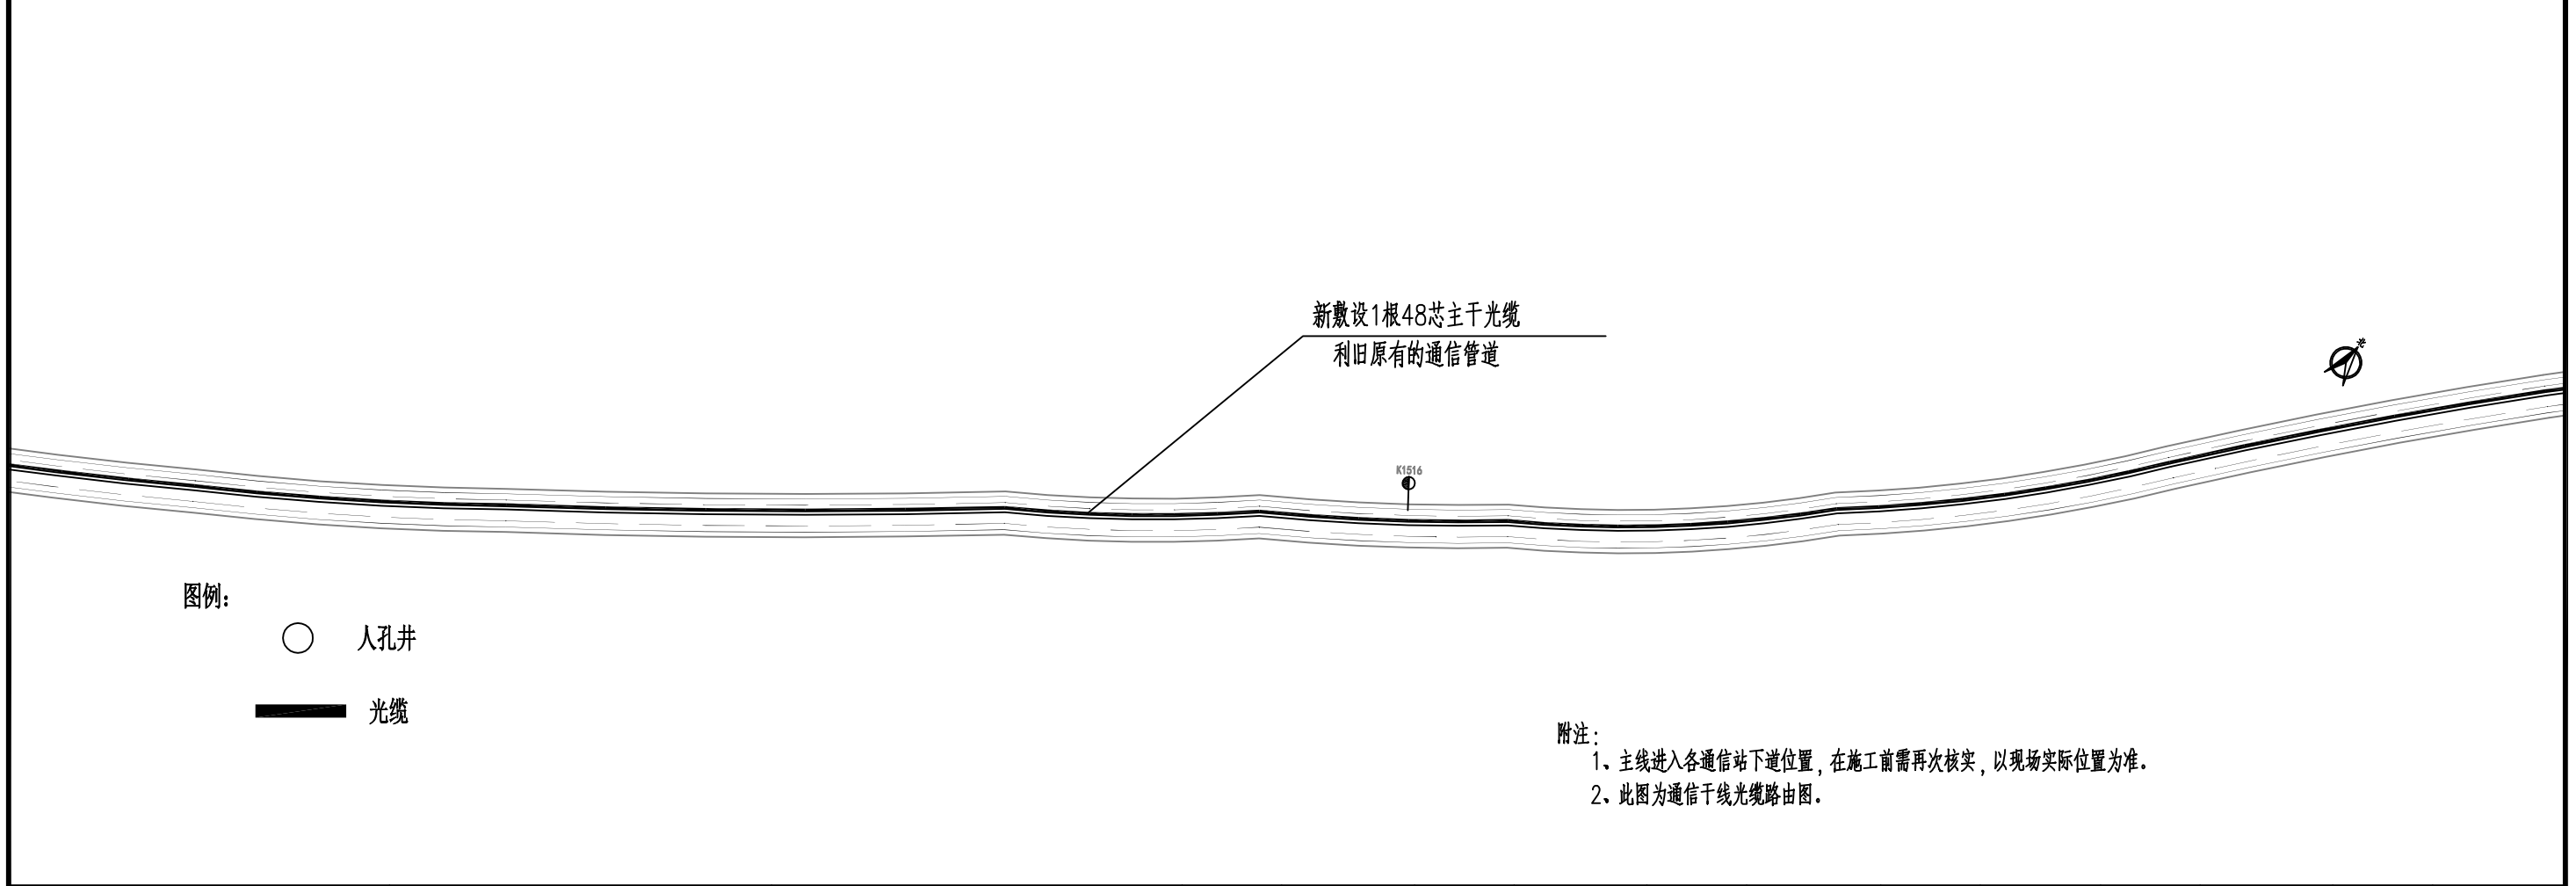 新敷设1根48芯主干光缆
利旧原有的通信管道
K1516
图例：
人孔井
光缆
附注：
1、主线进入各通信站下道位置，在施工前需再次核实，以现场实际位置为准。
2、此图为通信干线光缆路由图。